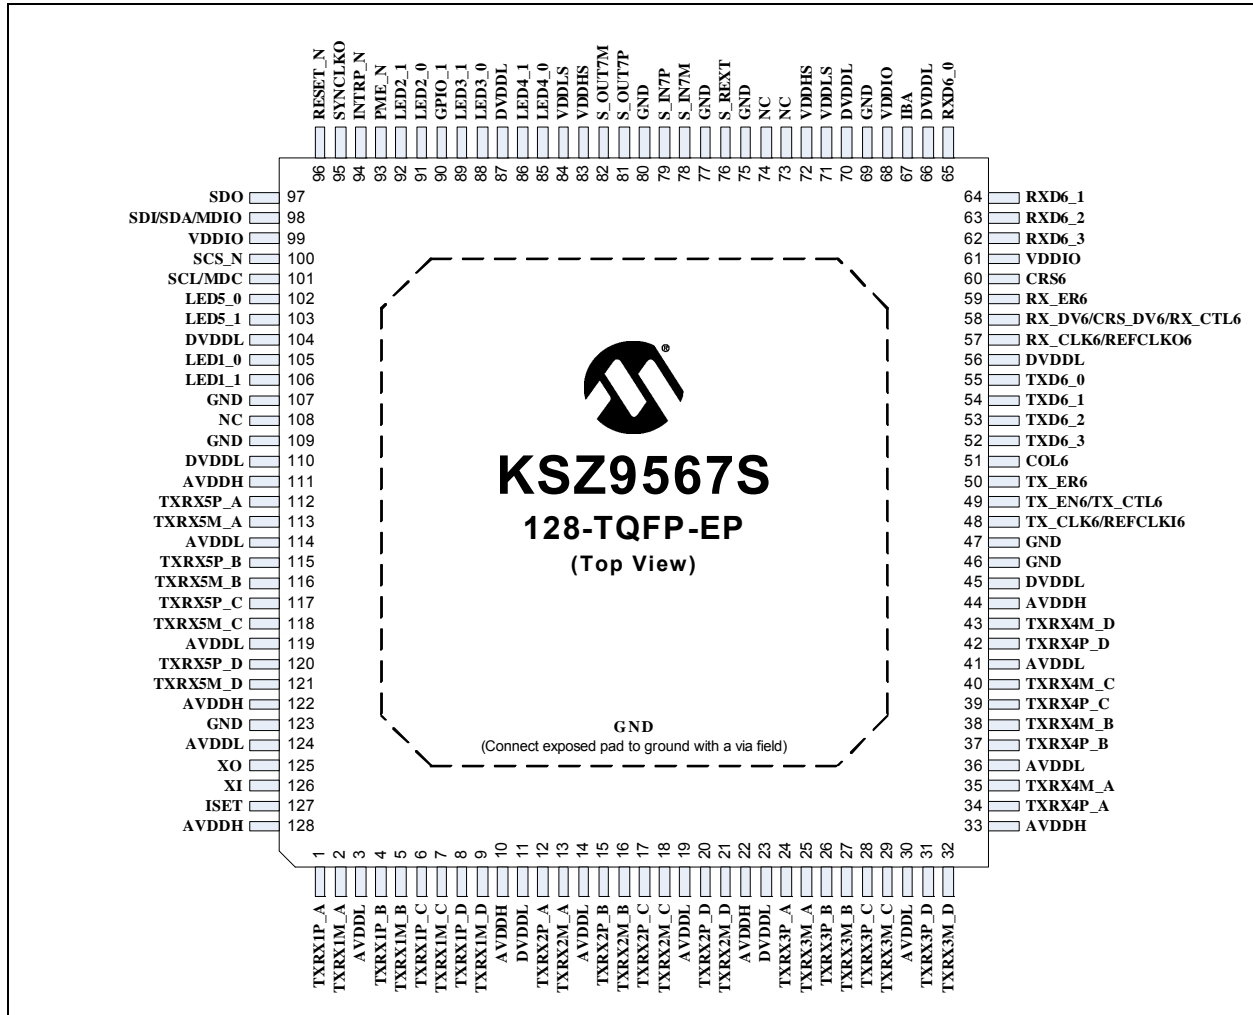 RESET_N
SYNCLKO
INTRP_N
PME_N
LED2_1
LED2_0
GPIO_1
LED3_1
LED3_0
DVDDL
LED4_1
LED4_0
VDDLS
VDDHS
S_OUT7M
S_OUT7P
GND
S_IN7P
S_IN7M
GND
S_REXT
GND
NC
NC
VDDHS
VDDLS
DVDDL
GND
VDDIO
IBA
DVDDL
RXD6_0
96
95
94
93
92
91
90
89
88
87
86
85
84
83
82
81
80
79
78
77
76
75
74
73
72
71
70
69
68
67
66
65
SDO 97
SDI/SDA/MDIO 98
VDDIO 99
SCS_N 100
SCL/MDC 101
LED5_0 102
LED5_1 103
DVDDL 104
LED1_0 105
LED1_1 106
GND 107
NC 108
GND 109
DVDDL 110
AVDDH 111
TXRX5P_A 112
TXRX5M_A 113
AVDDL 114
TXRX5P_B 115
TXRX5M_B 116
TXRX5P_C 117
TXRX5M_C 118
AVDDL 119
TXRX5P_D 120
TXRX5M_D 121
AVDDH 122
GND 123
AVDDL 124
XO 125
XI 126
ISET 127
AVDDH 128
®
KSZ9567S
128-TQFP-EP
(Top View)
GND
(Connect exposed pad to ground with a via field)
64 RXD6_1
63 RXD6_2
62 RXD6_3
61 VDDIO
60 CRS6
59 RX_ER6
58 RX_DV6/CRS_DV6/RX_CTL6
57 RX_CLK6/REFCLKO6
56 DVDDL
55 TXD6_0
54 TXD6_1
53 TXD6_2
52 TXD6_3
51 COL6
50 TX_ER6
49 TX_EN6/TX_CTL6
48 TX_CLK6/REFCLKI6
47 GND
46 GND
45 DVDDL
44 AVDDH
43 TXRX4M_D
42 TXRX4P_D
41 AVDDL
40 TXRX4M_C
39 TXRX4P_C
38 TXRX4M_B
37 TXRX4P_B
36 AVDDL
35 TXRX4M_A
34 TXRX4P_A
33 AVDDH
1
2
3
4
5
6
7
8
9
10
11
12
13
14
15
16
17
18
19
20
21
22
23
24
25
26
27
28
29
30
31
32
TXRX1P_A
TXRX1M_A
AVDDL
TXRX1P_B
TXRX1M_B
TXRX1P_C
TXRX1M_C
TXRX1P_D
TXRX1M_D
AVDDH
DVDDL
TXRX2P_A
TXRX2M_A
AVDDL
TXRX2P_B
TXRX2M_B
TXRX2P_C
TXRX2M_C
AVDDL
TXRX2P_D
TXRX2M_D
AVDDH
DVDDL
TXRX3P_A
TXRX3M_A
TXRX3P_B
TXRX3M_B
TXRX3P_C
TXRX3M_C
AVDDL
TXRX3P_D
TXRX3M_D